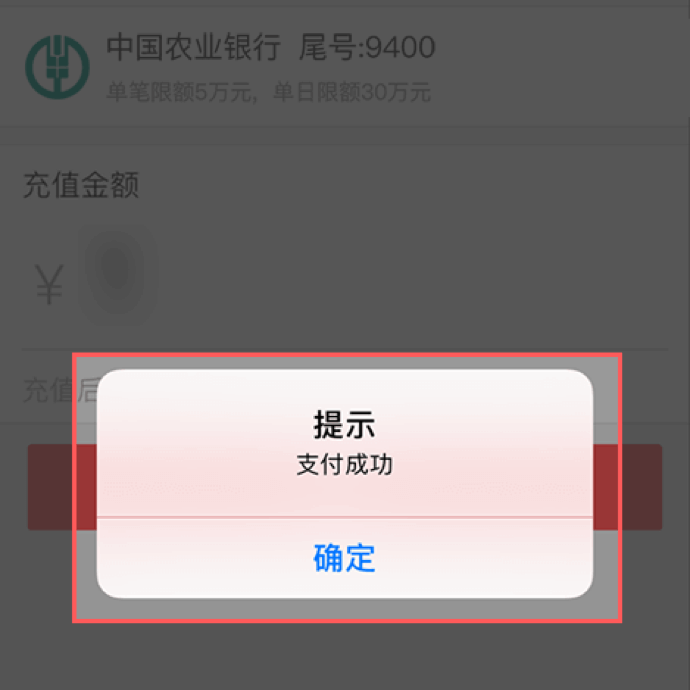 中国农业银行 尾号:9400
单笔限额5万元，单日限额30万元
充值金额
¥
充值后
提示
支付成功
确定